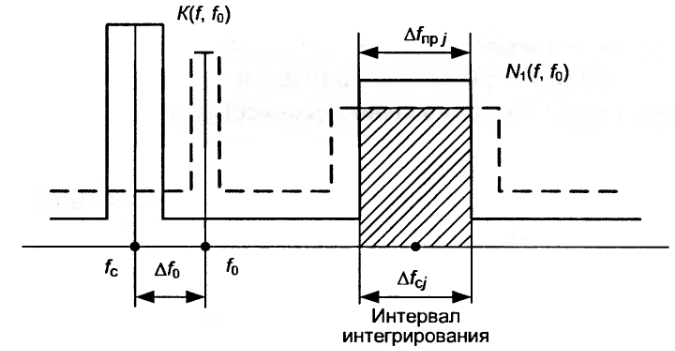 K(f, f₀)
Δfпр j
N₁(f, f₀)
fс
Δf₀
f₀
Δfсj
Интервал
интегрирования